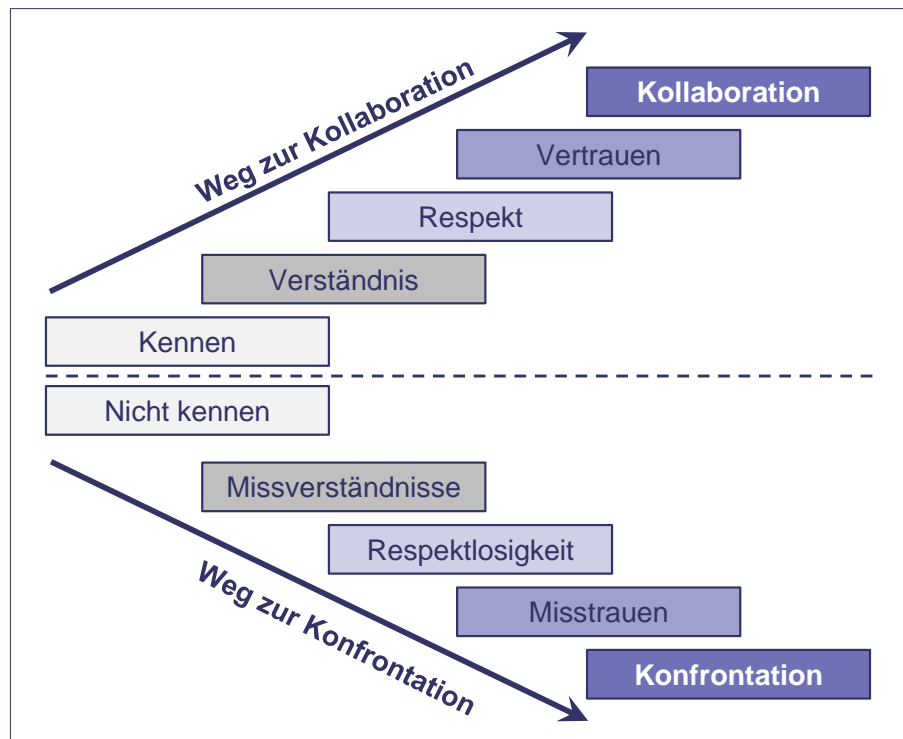 Weg zur Kollaboration
Kollaboration
Vertrauen
Respekt
Verständnis
Kennen
Nicht kennen
Missverständnisse
Respektlosigkeit
Misstrauen
Konfrontation
Weg zur Konfrontation